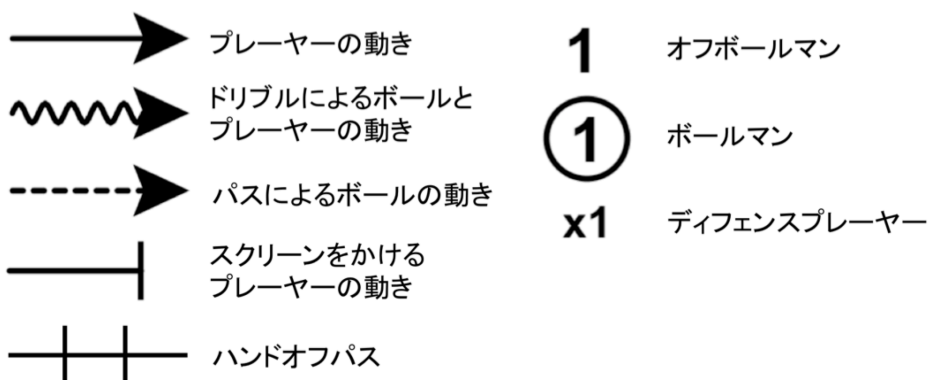 プレーヤーの動き
ドリブルによるボールと
プレーヤーの動き
パスによるボールの動き
スクリーンをかける
プレーヤーの動き
ハンドオフパス
1 オフボールマン
1 ボールマン
x1 ディフェンスプレーヤー